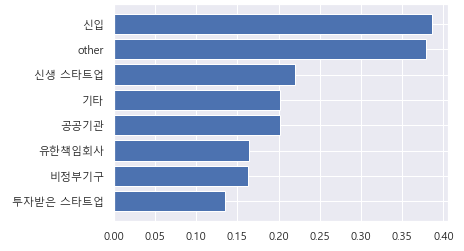 신입
other
신생 스타트업
기타
공공기관
유한책임회사
비정부기구
투자받은 스타트업
0.00 0.05 0.10 0.15 0.20 0.25 0.30 0.35 0.40